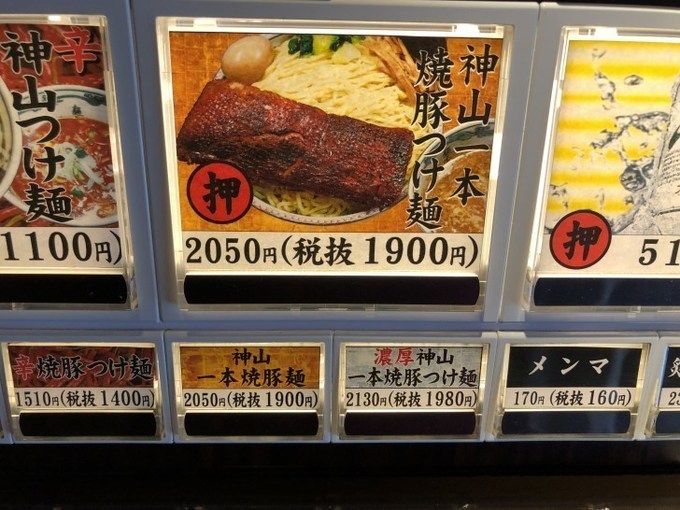 辛
神山つけ麺
1100円)
神山一本
焼豚つけ麺
押
2050円(税抜1900円)
押
51
辛焼豚つけ麺
1510円(税抜1400円)
神山
一本焼豚麺
2050円(税抜1900円)
濃厚神山
一本焼豚つけ麺
2130円(税抜1980円)
メンマ
170円(税抜160円)